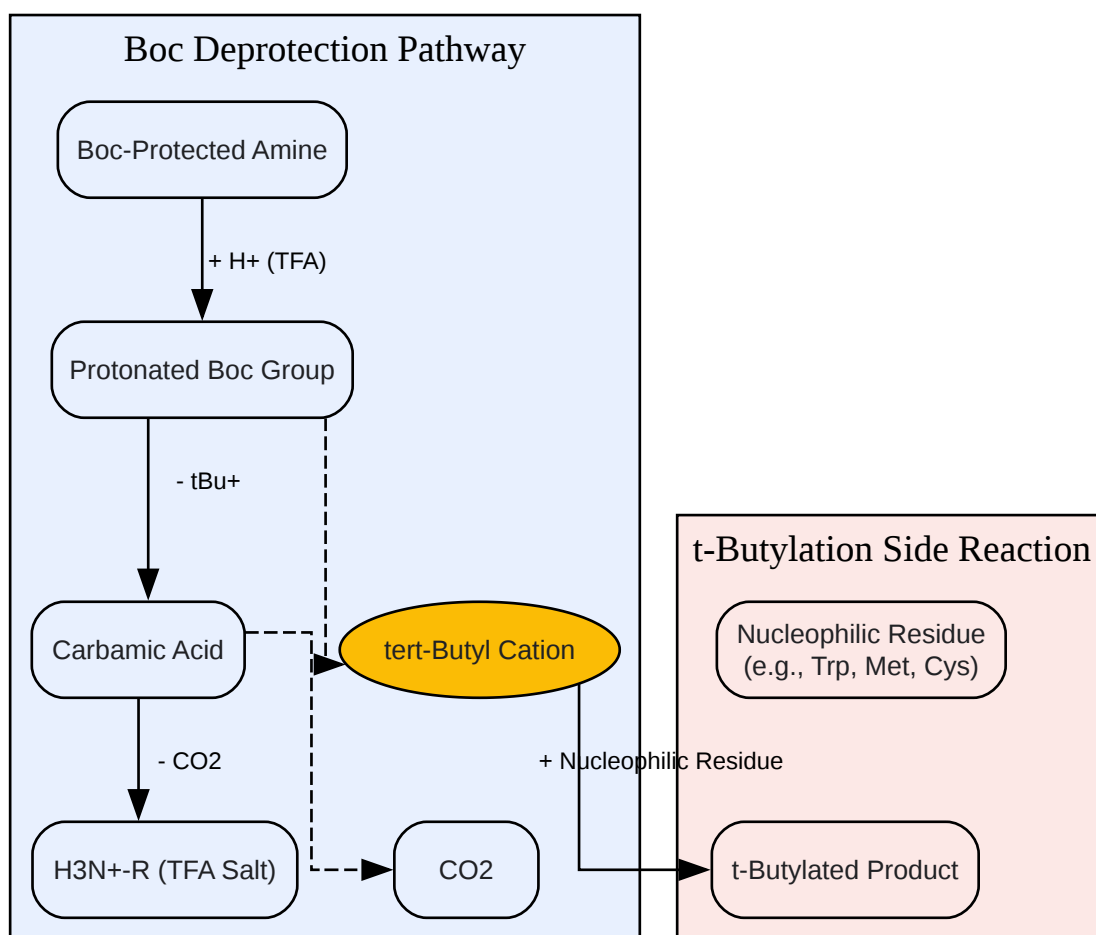 Boc Deprotection Pathway
Boc-Protected Amine
+ H+ (TFA)
Protonated Boc Group
- tBu+
t-Butylation Side Reaction
Carbamic Acid
tert-Butyl Cation
Nucleophilic Residue
(e.g., Trp, Met, Cys)
- CO2
+ Nucleophilic Residue
H3N+-R (TFA Salt)
CO2
t-Butylated Product